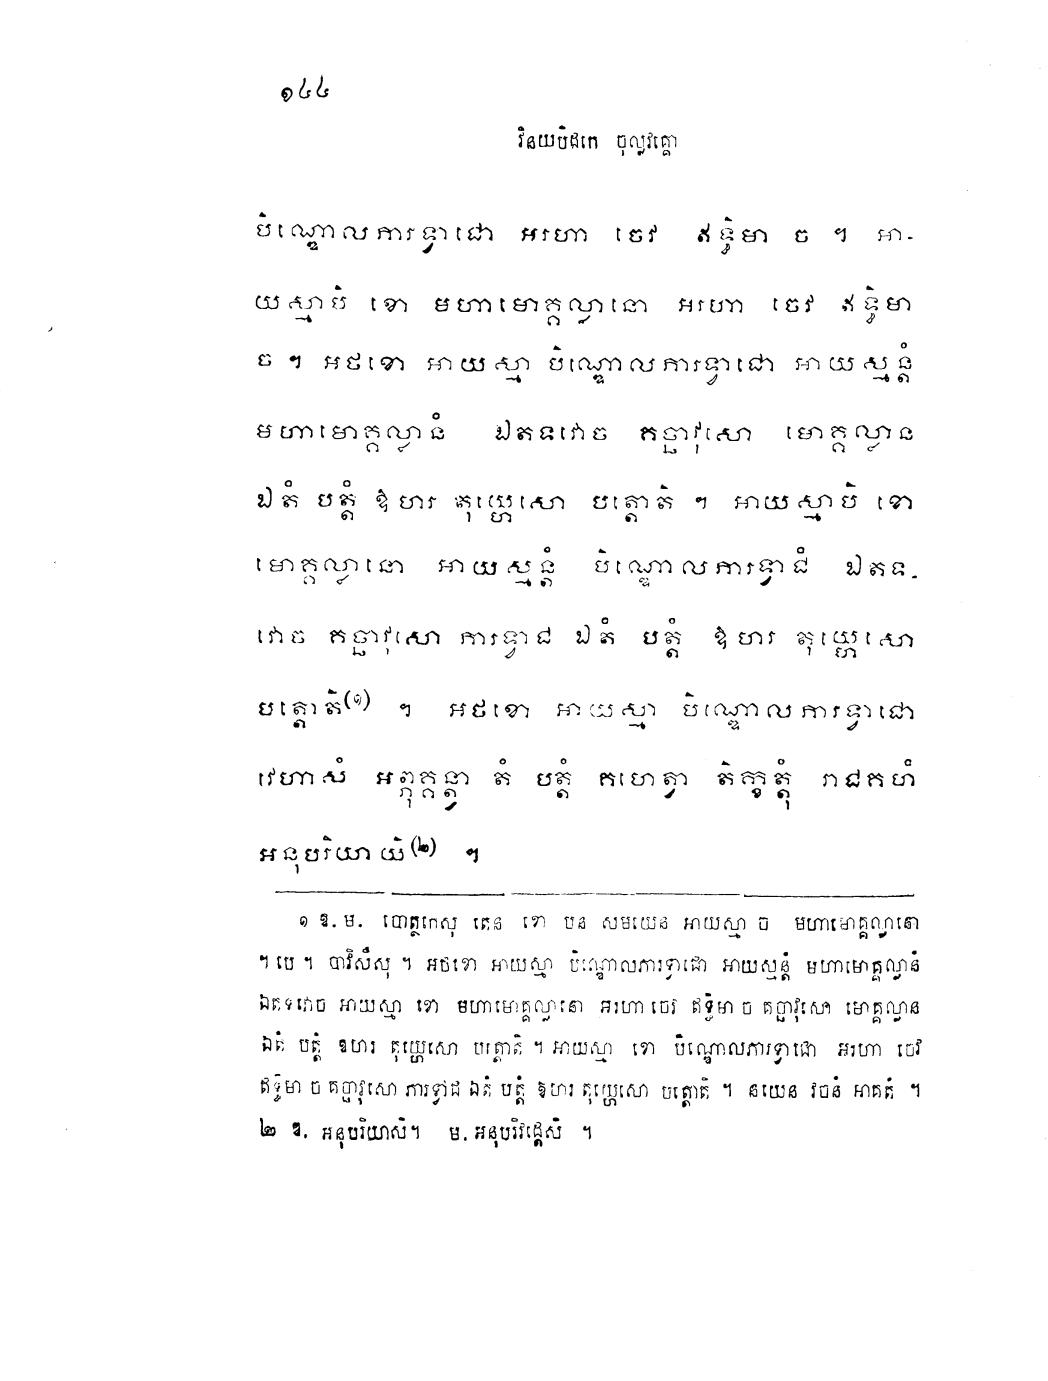 ១៤៤
វិនយបិដកេ ចុល្លវគ្គោ
បិណ្ឌោលភារទ្វាជោ អរហា ចេវ ឥទ្ធិមា ច ។ អា-
យស្មាបិ ខោ មហាមោគ្គល្លានោ អរហា ចេវ ឥទ្ធិមា
ច ។ អថខោ អាយស្មា បិណ្ឌោលភារទ្វាជោ អាយស្មន្តំ
មហាមោគ្គល្លានំ ឯតទវោច គច្ឆាវុសោ មោគ្គល្លាន
ឯតំ បត្តំ ឱហរ តុយ្ហេសោ បត្តោតិ ។ អាយស្មាបិ ខោ
មោគ្គល្លានោ អាយស្មន្តំ បិណ្ឌោលភារទ្វាជំ ឯតទ-
វោច គច្ឆាវុសោ ភារទ្វាជ ឯតំ បត្តំ ឱហរ តុយ្ហេសោ
បត្តោតិ(១) ។ អថខោ អាយស្មា បិណ្ឌោលភារទ្វាជោ
វេហាសំ អព្ភុគ្គន្ត្វា តំ បត្តំ គហេត្វា តិក្ខត្តុំ រាជគហំ
អនុបរិយាយិ(២) ។
១ ឱ. ម. បោត្ថកេសុ តេន ខោ បន សមយេន អាយស្មា ច មហាមោគ្គល្លានោ
។ បេ ។ បាវិសឹសុ ។ អថខោ អាយស្មា បិណ្ឌោលភារទ្វាជោ អាយស្មន្តំ មហាមោគ្គល្លានំ
ឯតទវោច អាយស្មា ខោ មហាមោគ្គល្លានោ អរហា ចេវ ឥទ្ធិមា ច គច្ឆាវុសោ មោគ្គល្លាន
ឯតំ បត្តំ ឱហរ តុយ្ហេសោ បត្តោតិ ។ អាយស្មា ខោ បិណ្ឌោលភារទ្វាជោ អរហា ចេវ
ឥទ្ធិមា ច គច្ឆាវុសោ ភារទ្វាជ ឯតំ បត្តំ ឱហរ តុយ្ហេសោ បត្តោតិ ។ នយេន វចនំ អាគតំ ។
២ ឱ. អនុបរិយាសិ។ ម. អនុបរិវដ្តេសិ ។